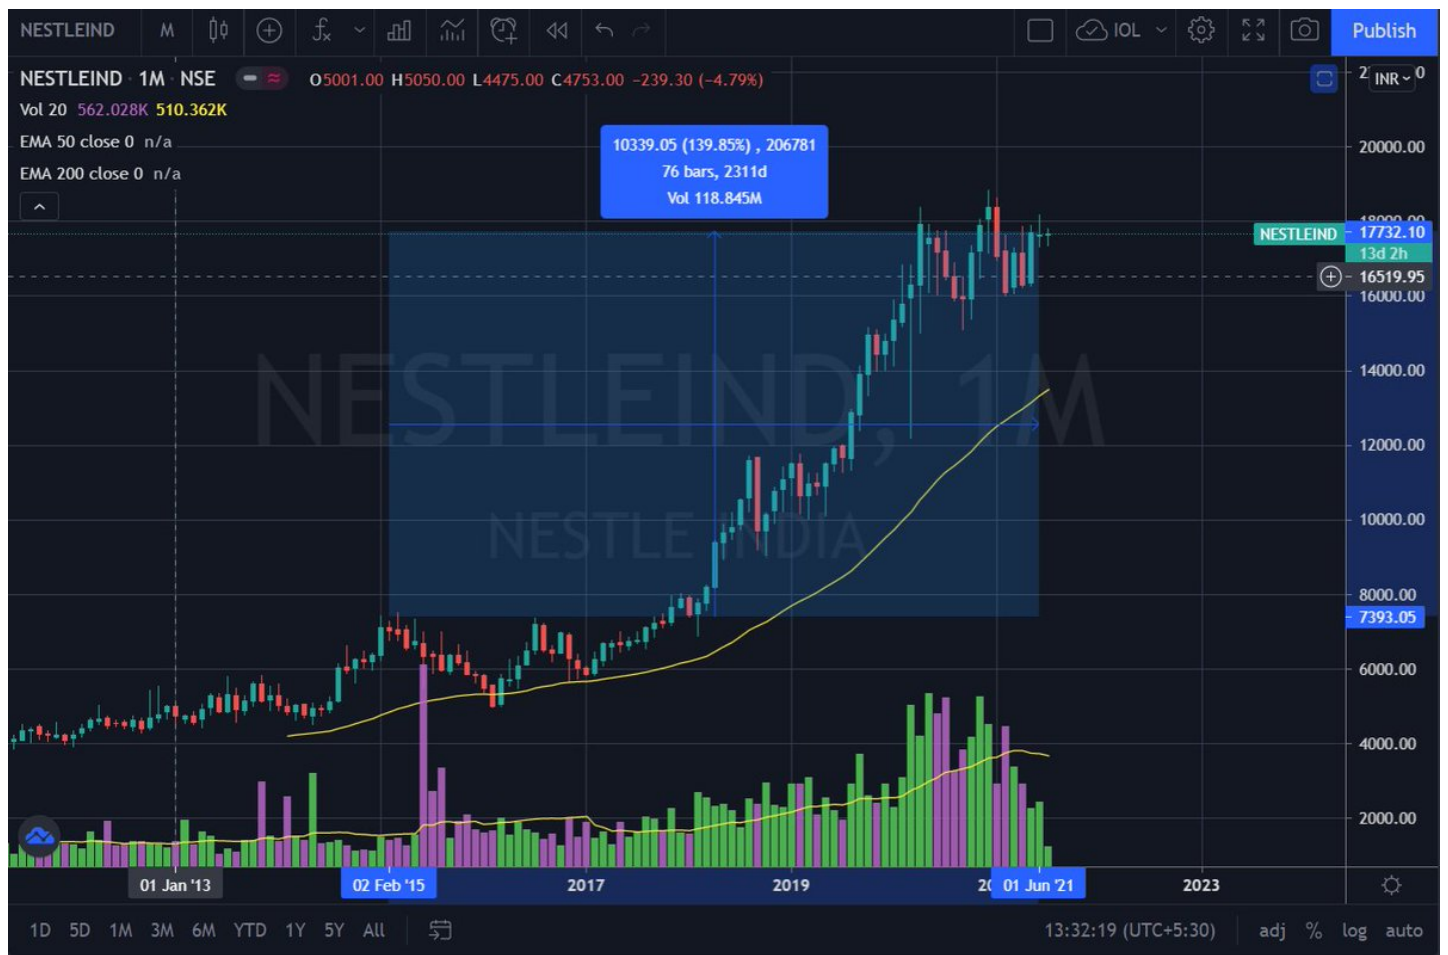 NESTLEIND M IOL Publish
NESTLEIND · 1M · NSE O5001.00 H5050.00 L4475.00 C4753.00 −239.30 (−4.79%)
INR
Vol 20 562.028K 510.362K
EMA 50 close 0 n/a
EMA 200 close 0 n/a
10339.05 (139.85%) , 206781
76 bars, 2311d
Vol 118.845M
20000.00
18000.00
NESTLEIND 17732.10
13d 2h
16519.95
16000.00
14000.00
NESTLEIND, 1M
12000.00
NESTLE INDIA
10000.00
8000.00
7393.05
6000.00
4000.00
2000.00
01 Jan '13 02 Feb '15 2017 2019 01 Jun '21 2023
1D 5D 1M 3M 6M YTD 1Y 5Y All 13:32:19 (UTC+5:30) adj % log auto